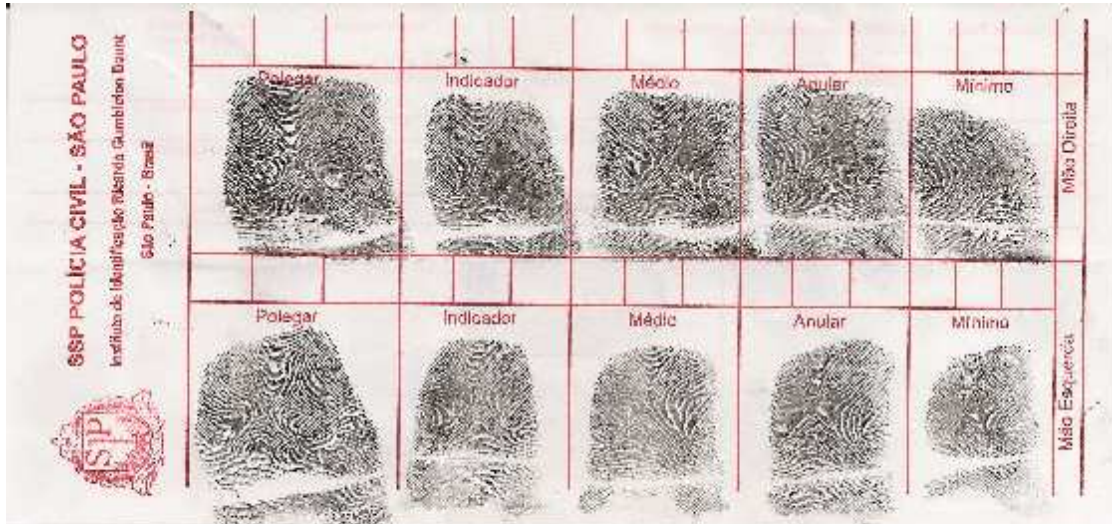 SSP POLÍCIA CIVIL - SÃO PAULO
Instituto de Identificação Ricardo Gumbleton Daunt
São Paulo - Brasil
SP
Polegar Indicador Médio Anular Mínimo
Mão Direita
Polegar Indicador Médio Anular Mínimo
Mão Esquerda